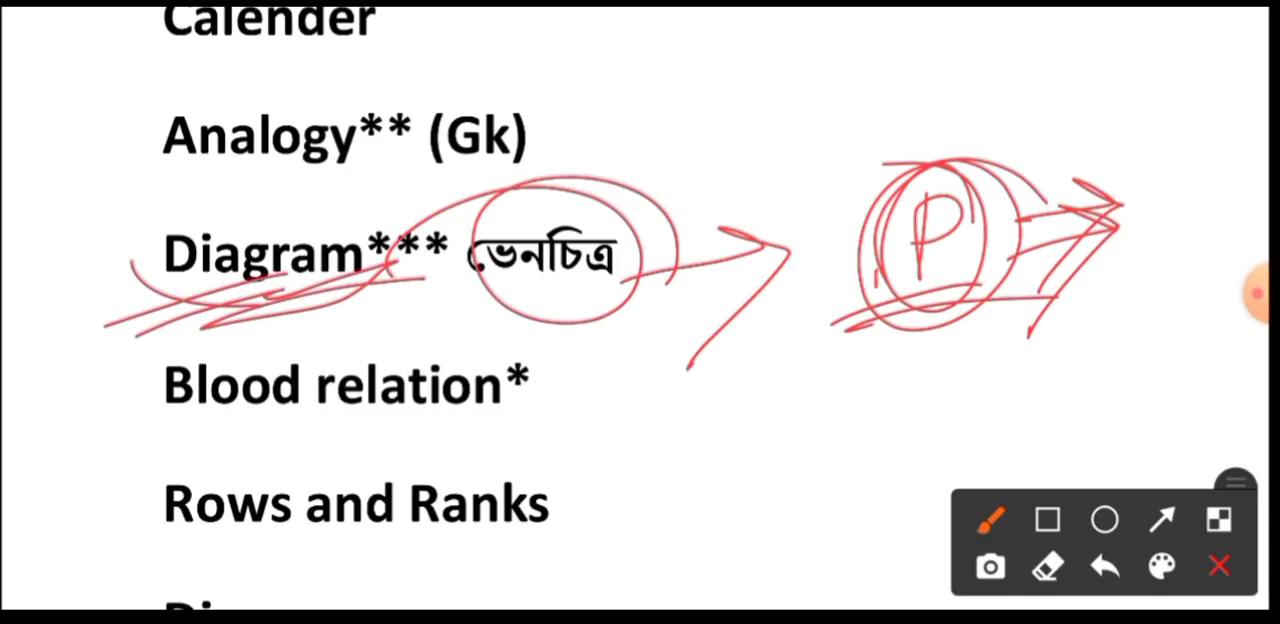 Calender
Analogy** (Gk)
Diagram*** ভেনচিত্র
P
Blood relation*
Rows and Ranks